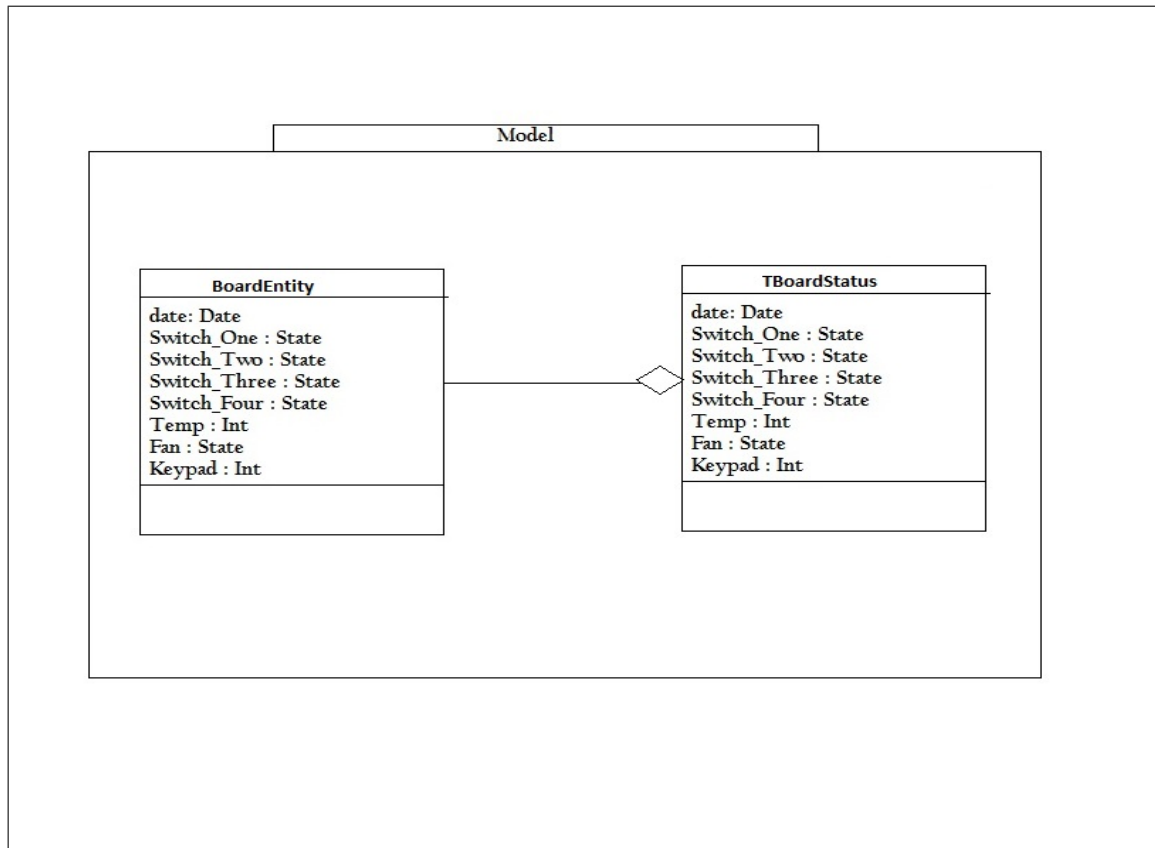 Model
BoardEntity
date: Date
Switch_One : State
Switch_Two : State
Switch_Three : State
Switch_Four : State
Temp : Int
Fan : State
Keypad : Int
TBoardStatus
date: Date
Switch_One : State
Switch_Two : State
Switch_Three : State
Switch_Four : State
Temp : Int
Fan : State
Keypad : Int